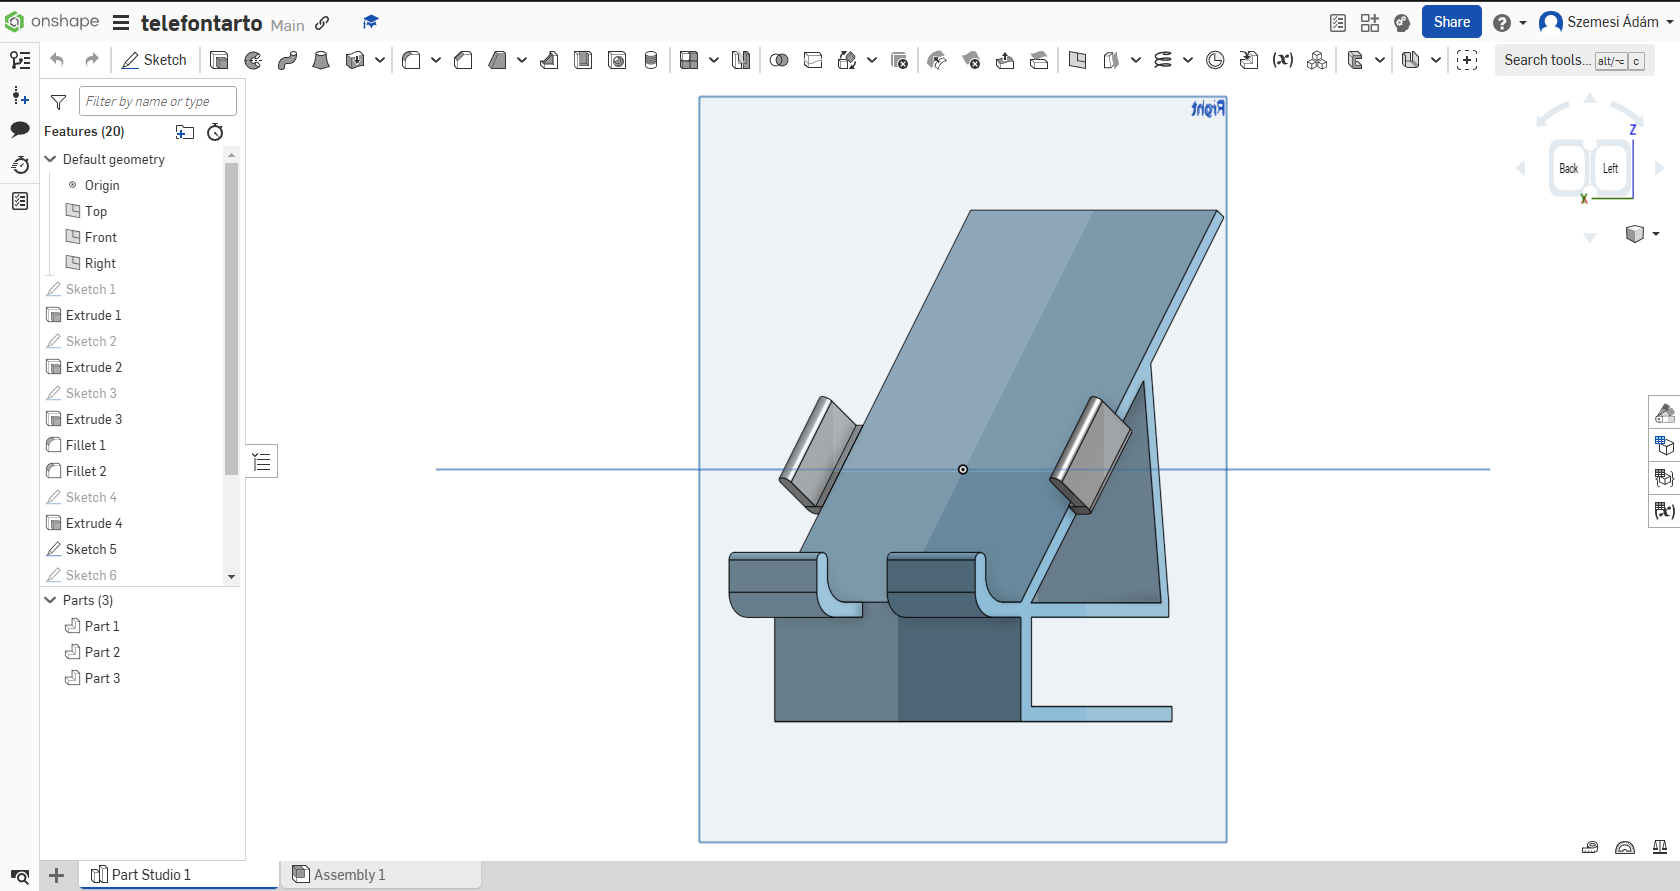 onshape
telefontarto
Main
Share
Szemesi Ádám
Sketch
Search tools...
alt/⌥
c
Filter by name or type
Features (20)
Default geometry
Origin
Top
Front
Right
Sketch 1
Extrude 1
Sketch 2
Extrude 2
Sketch 3
Extrude 3
Fillet 1
Fillet 2
Sketch 4
Extrude 4
Sketch 5
Sketch 6
Parts (3)
Part 1
Part 2
Part 3
Right
Z
Back
Left
X
(x)
(x)
Part Studio 1
Assembly 1